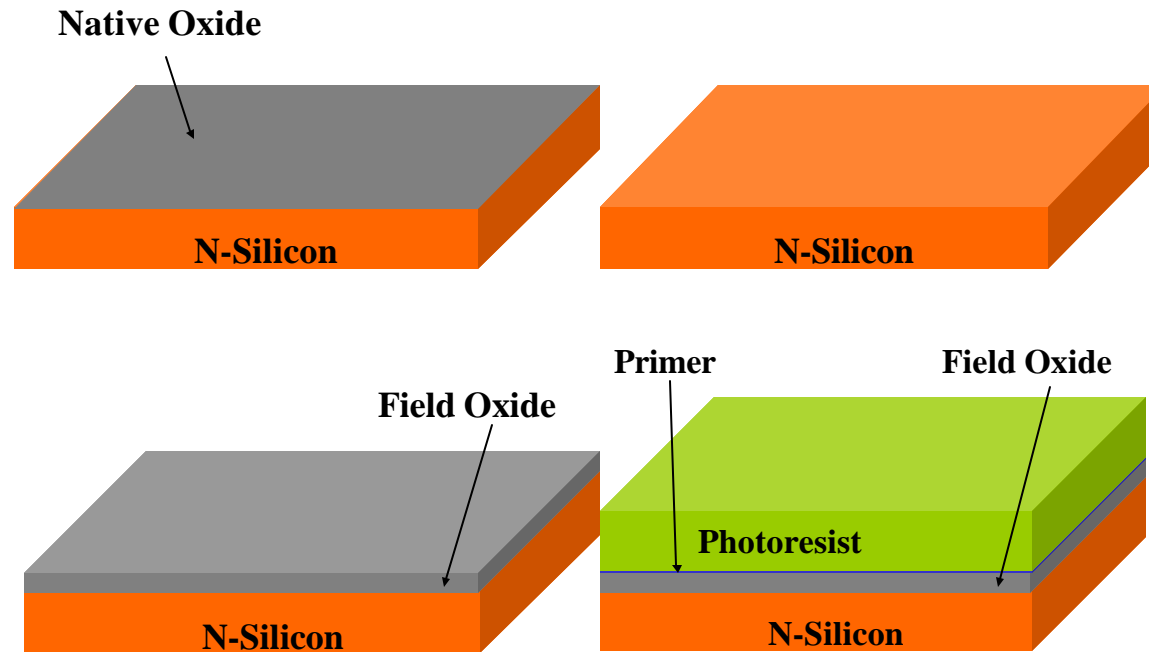 Native Oxide
N-Silicon
N-Silicon
Field Oxide
N-Silicon
Primer
Field Oxide
Photoresist
N-Silicon